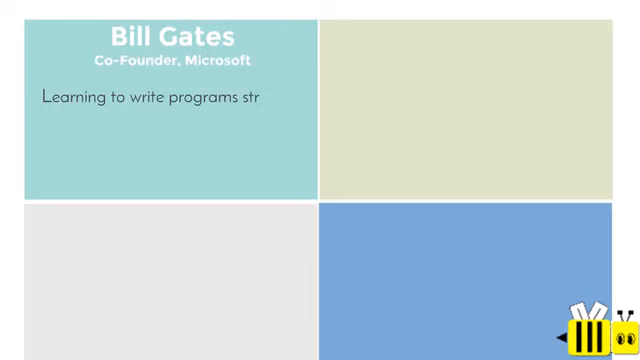 Bill Gates
Co-Founder, Microsoft
Learning to write programs str